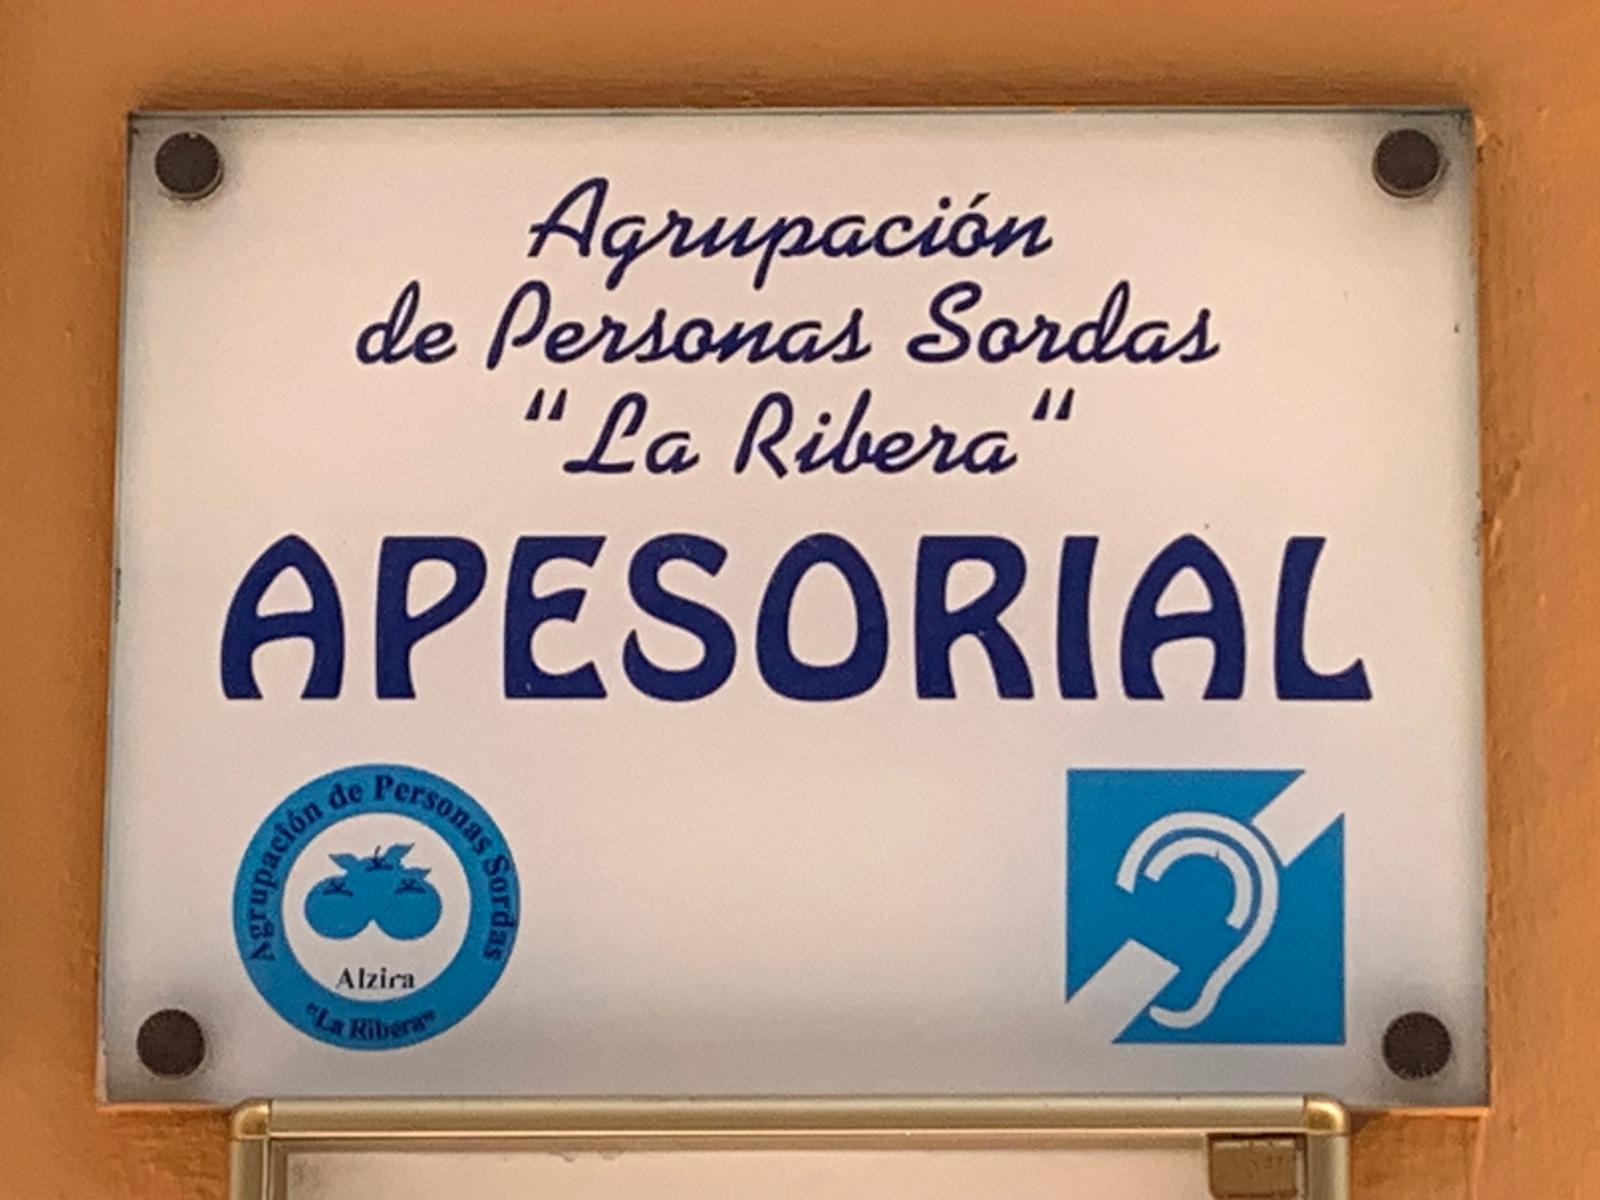 Agrupación
de Personas Sordas
"La Ribera"
APESORIAL
Agrupación de Personas Sordas
Alzira
"La Ribera"